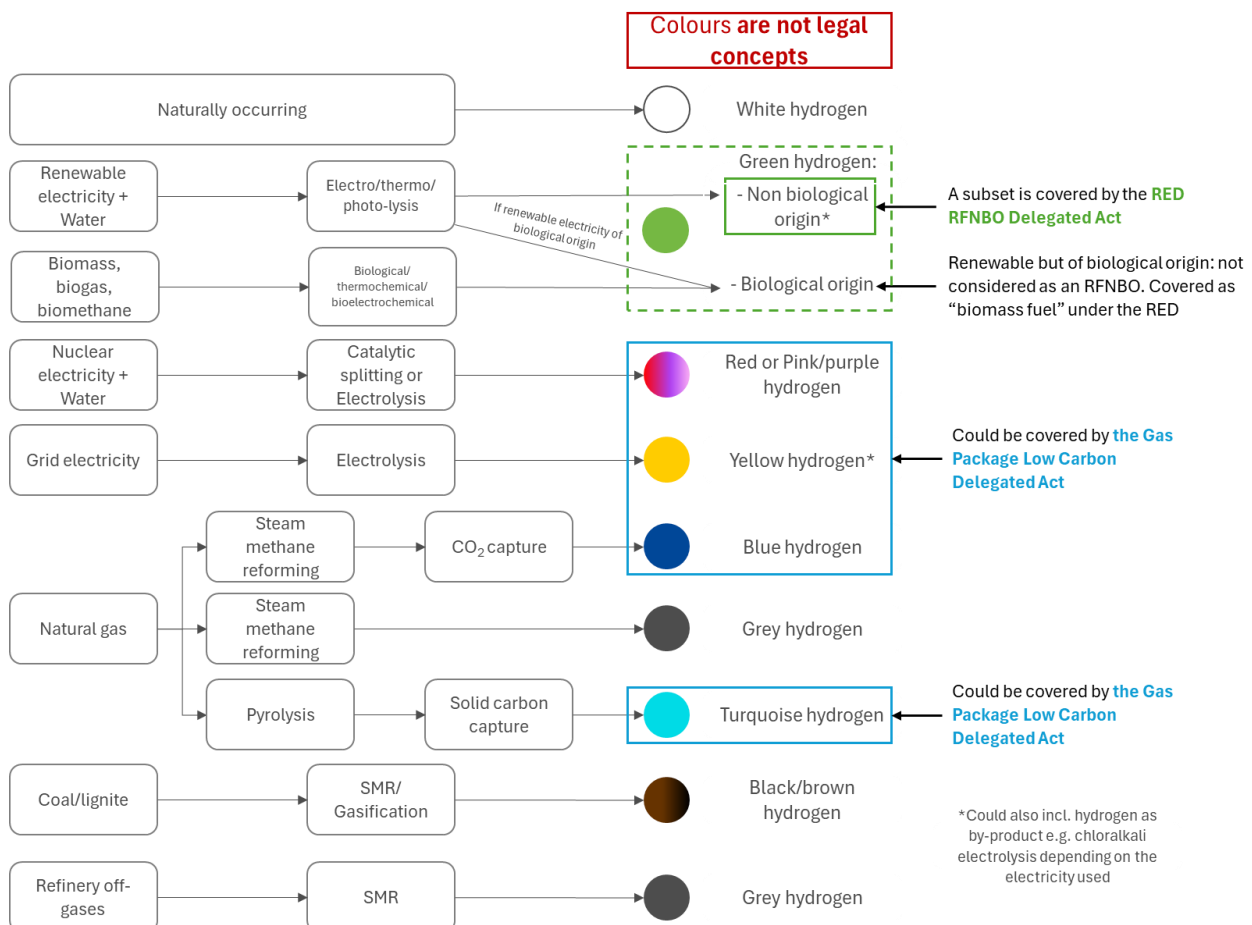 Colours are not legal
concepts
Naturally occurring
White hydrogen
Renewable
electricity +
Water
Electro/thermo/
photo-lysis
If renewable electricity of
biological origin
Green hydrogen:
- Non biological
origin*
A subset is covered by the RED
RFNBO Delegated Act
Biomass,
biogas,
biomethane
Biological/
thermochemical/
bioelectrochemical
- Biological origin
Renewable but of biological origin: not
considered as an RFNBO. Covered as
“biomass fuel” under the RED
Nuclear
electricity +
Water
Catalytic
splitting or
Electrolysis
Red or Pink/purple
hydrogen
Grid electricity
Electrolysis
Yellow hydrogen*
Could be covered by the Gas
Package Low Carbon
Delegated Act
Natural gas
Steam
methane
reforming
CO2 capture
Blue hydrogen
Steam
methane
reforming
Grey hydrogen
Pyrolysis
Solid carbon
capture
Turquoise hydrogen
Could be covered by the Gas
Package Low Carbon
Delegated Act
Coal/lignite
SMR/
Gasification
Black/brown
hydrogen
Refinery off-
gases
SMR
Grey hydrogen
*Could also incl. hydrogen as
by-product e.g. chloralkali
electrolysis depending on the
electricity used